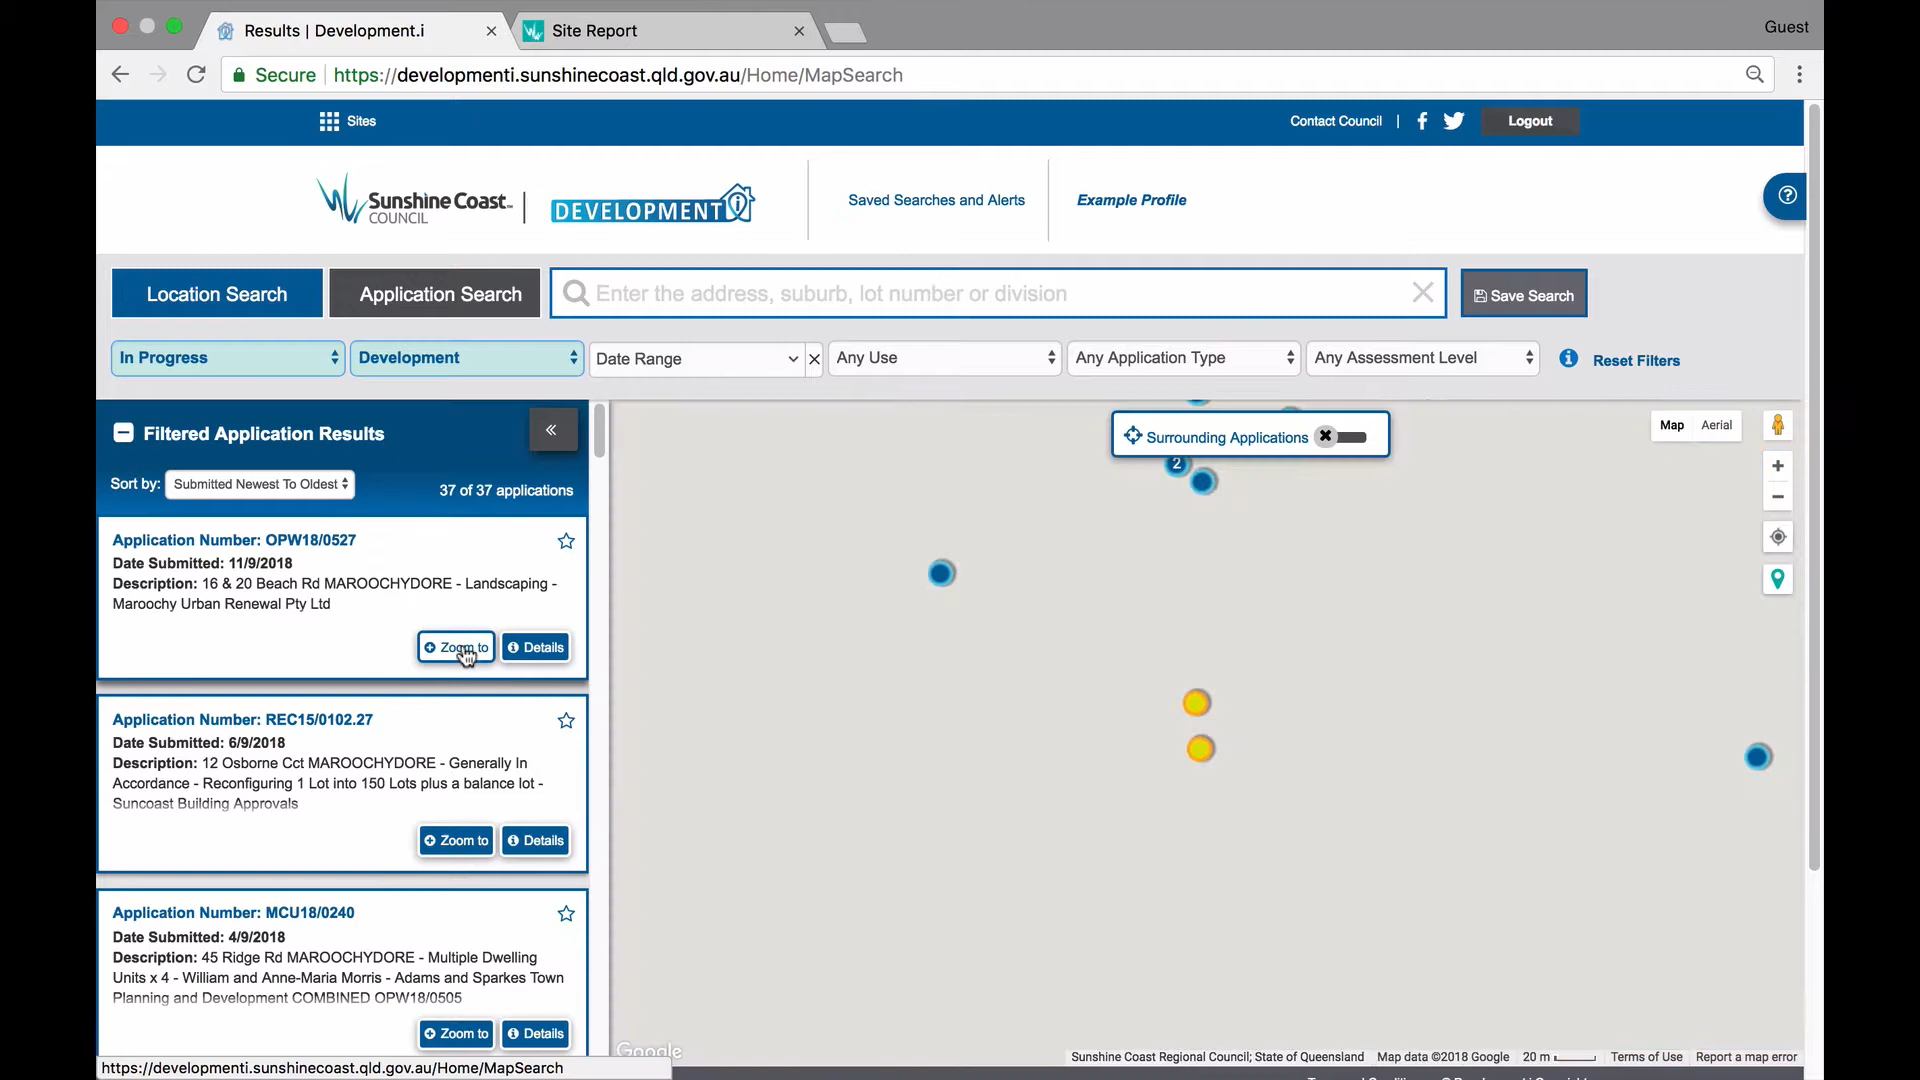 Results | Development.i
Site Report
Guest
Secure https://developmenti.sunshinecoast.qld.gov.au/Home/MapSearch
Sites
Contact Council |
Logout
Sunshine Coast
COUNCIL
DEVELOPMENT i
Saved Searches and Alerts
Example Profile
Location Search
Application Search
Enter the address, suburb, lot number or division
Save Search
In Progress
Development
Date Range
Any Use
Any Application Type
Any Assessment Level
Reset Filters
Filtered Application Results
Sort by: Submitted Newest To Oldest
37 of 37 applications
Application Number: OPW18/0527
Date Submitted: 11/9/2018
Description: 16 & 20 Beach Rd MAROOCHYDORE - Landscaping -
Maroochy Urban Renewal Pty Ltd
Zoom to
Details
Application Number: REC15/0102.27
Date Submitted: 6/9/2018
Description: 12 Osborne Cct MAROOCHYDORE - Generally In
Accordance - Reconfiguring 1 Lot into 150 Lots plus a balance lot -
Suncoast Building Approvals
Zoom to
Details
Application Number: MCU18/0240
Date Submitted: 4/9/2018
Description: 45 Ridge Rd MAROOCHYDORE - Multiple Dwelling
Units x 4 - William and Anne-Maria Morris - Adams and Sparkes Town
Planning and Development COMBINED OPW18/0505
Zoom to
Details
Surrounding Applications
2
Map
Aerial
Google
Sunshine Coast Regional Council; State of Queensland Map data ©2018 Google 20 m Terms of Use Report a map error
https://developmenti.sunshinecoast.qld.gov.au/Home/MapSearch